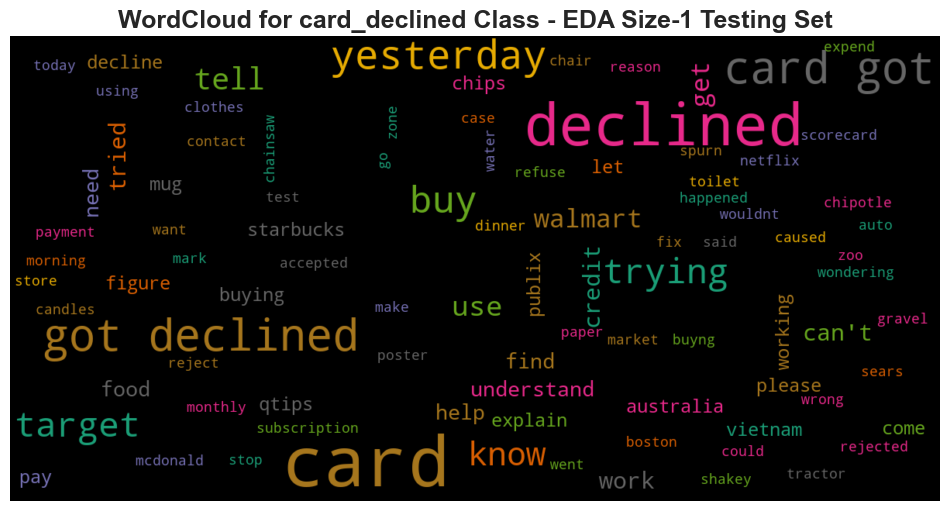 WordCloud for card_declined Class - EDA Size-1 Testing Set
expend
yesterday
today
decline
chair
reason
card got
tell
chips
get
using
clothes
declined
zone
case
chainsaw
tried
contact
water
scorecard
spurn
netflix
go
let
refuse
need
mug
test
toilet
happened
buy
chipotle
walmart
wouldnt
dinner
payment
want
starbucks
auto
fix
said
caused
morning
mark
accepted
publix
credit
trying
zoo
wondering
store
figure
buying
candles
make
use
working
gravel
paper
can't
got declined
market
buyng
poster
reject
find
sears
food
understand
please
wrong
monthly
qtips
australia
target
help
explain
subscription
vietnam
come
card
know
boston
could
rejected
mcdonald
stop
went
pay
work
shakey
tractor